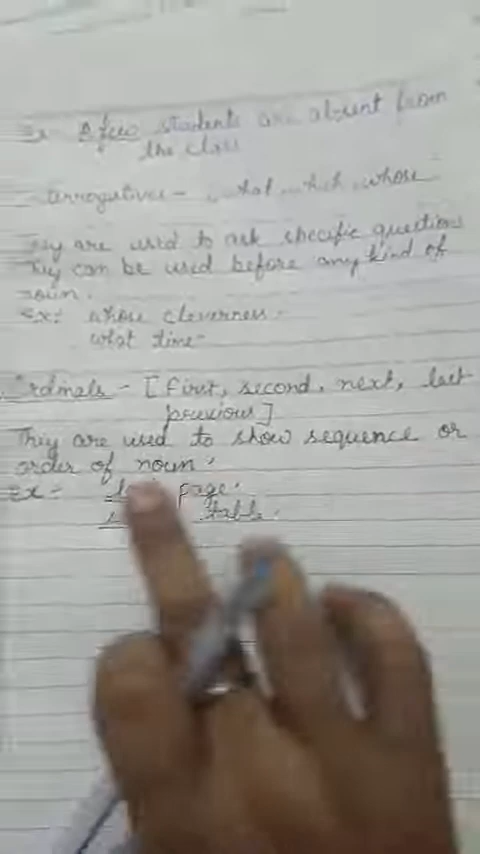 Ex: A few students are absent from
the class
Interrogatives - what, which, whose
They are used to ask specific questions
They can be used before any kind of
noun.
Ex: whose cleverness.
what time-
Ordinals - [first, second, next, last
previous]
They are used to show sequence or
order of noun.
Ex = page.
table.